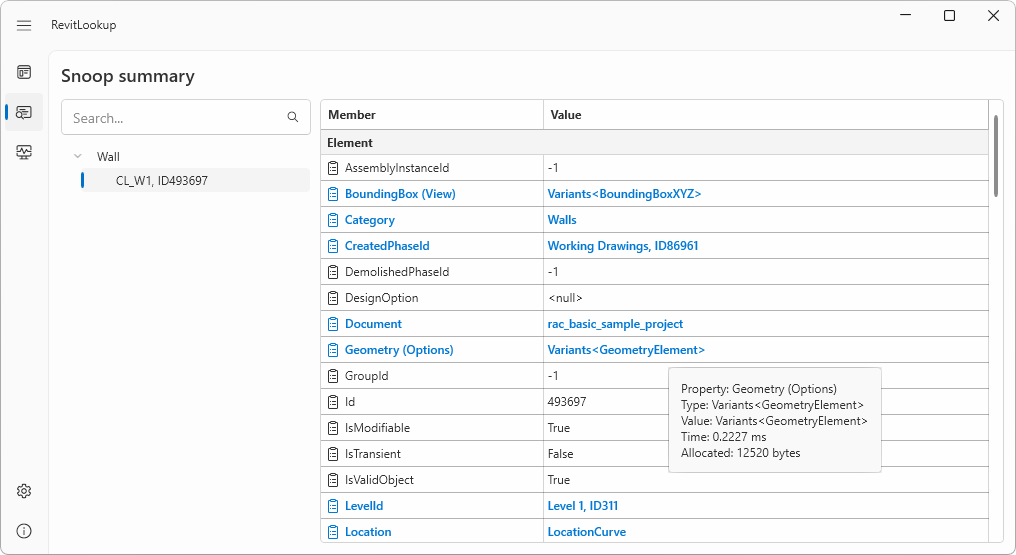 RevitLookup
Snoop summary
Search...
Wall
CL_W1, ID493697
Member Value
Element
AssemblyInstanceId -1
BoundingBox (View) Variants<BoundingBoxXYZ>
Category Walls
CreatedPhaseId Working Drawings, ID86961
DemolishedPhaseId -1
DesignOption <null>
Document rac_basic_sample_project
Geometry (Options) Variants<GeometryElement>
GroupId -1
Id 493697
IsModifiable True
IsTransient False
IsValidObject True
LevelId Level 1, ID311
Location LocationCurve
Property: Geometry (Options)
Type: Variants<GeometryElement>
Value: Variants<GeometryElement>
Time: 0.2227 ms
Allocated: 12520 bytes